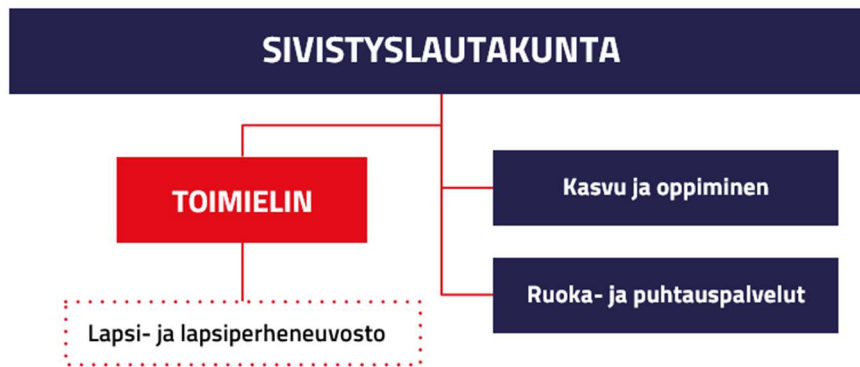 SIVISTYSLAUTAKUNTA
TOIMIELIN
Lapsi- ja lapsiperheneuvosto
Kasvu ja oppiminen
Ruoka- ja puhtauspalvelut